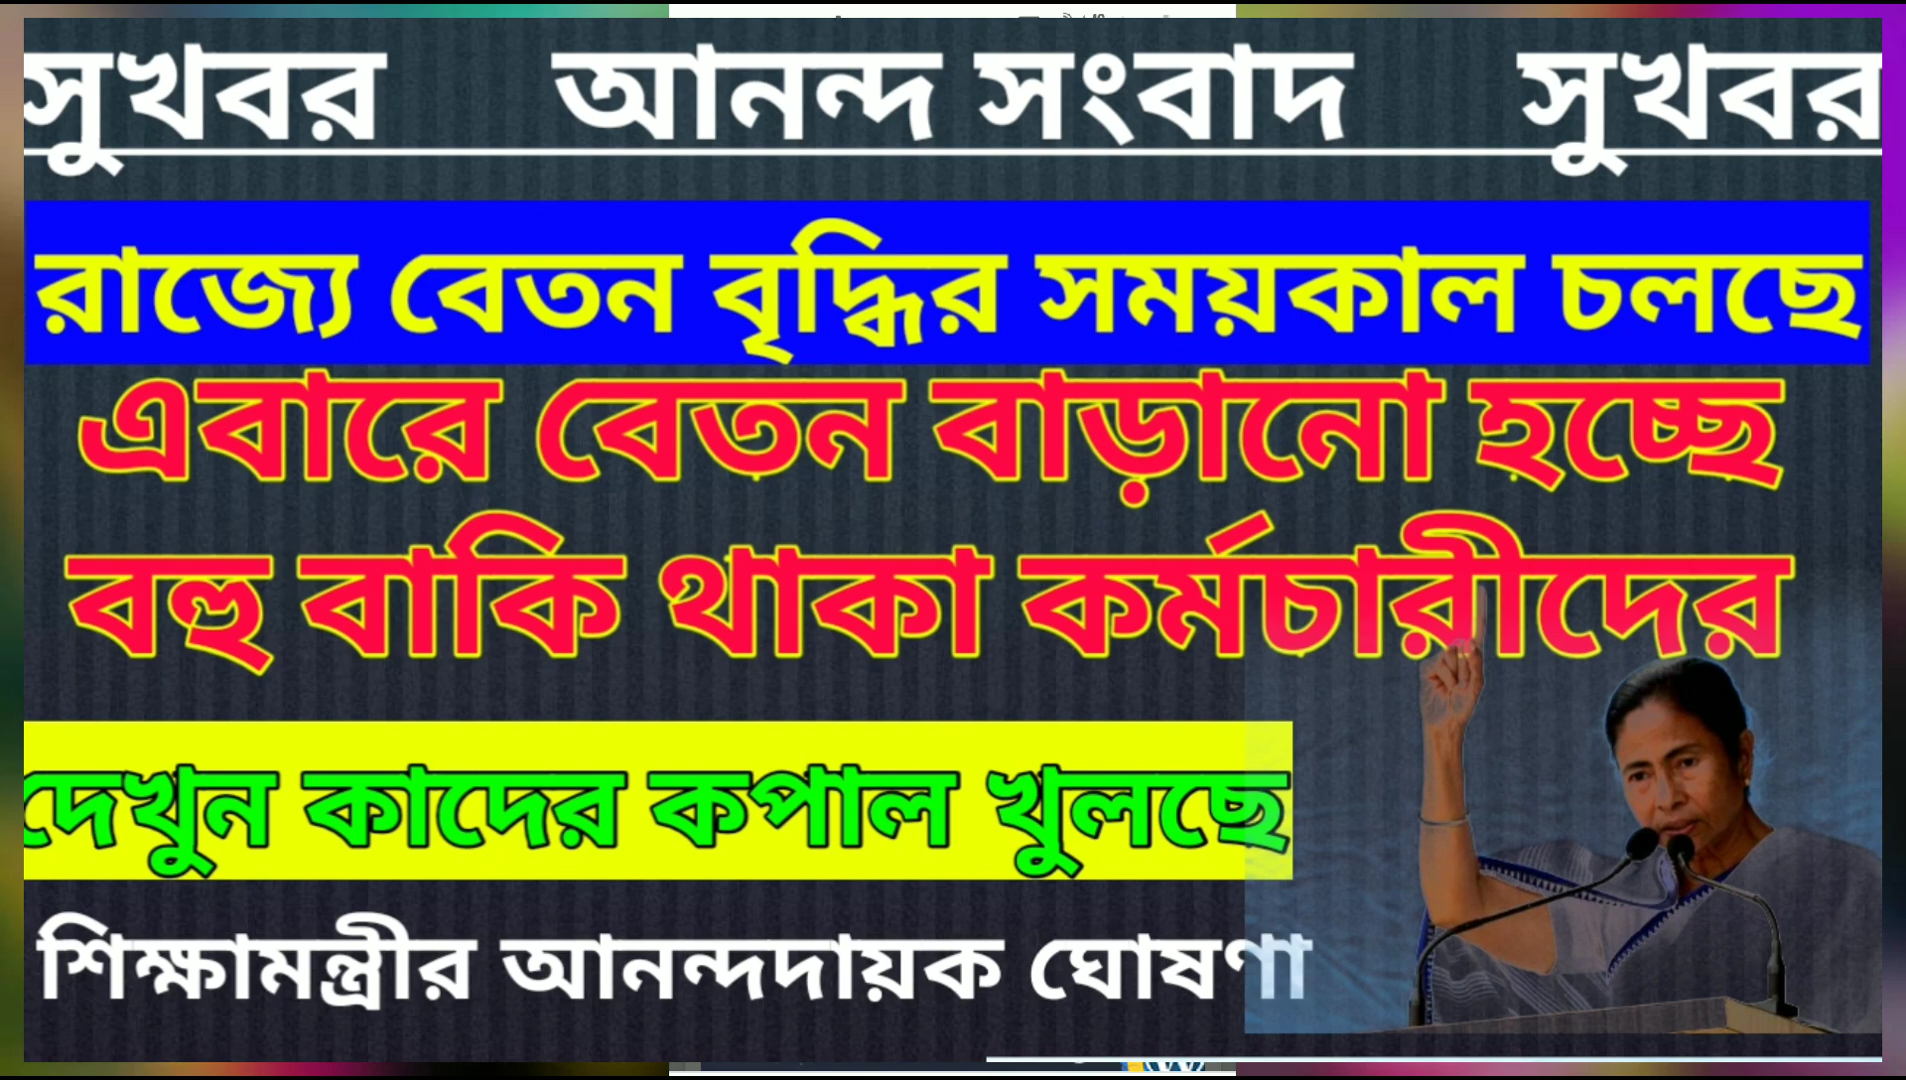 সুখবর আনন্দ সংবাদ সুখবর
রাজ্যে বেতন বৃদ্ধির সময়কাল চলছে
এবারে বেতন বাড়ানো হচ্ছে
বহু বাকি থাকা কর্মচারীদের
দেখুন কাদের কপাল খুলছে
শিক্ষামন্ত্রীর আনন্দদায়ক ঘোষণা